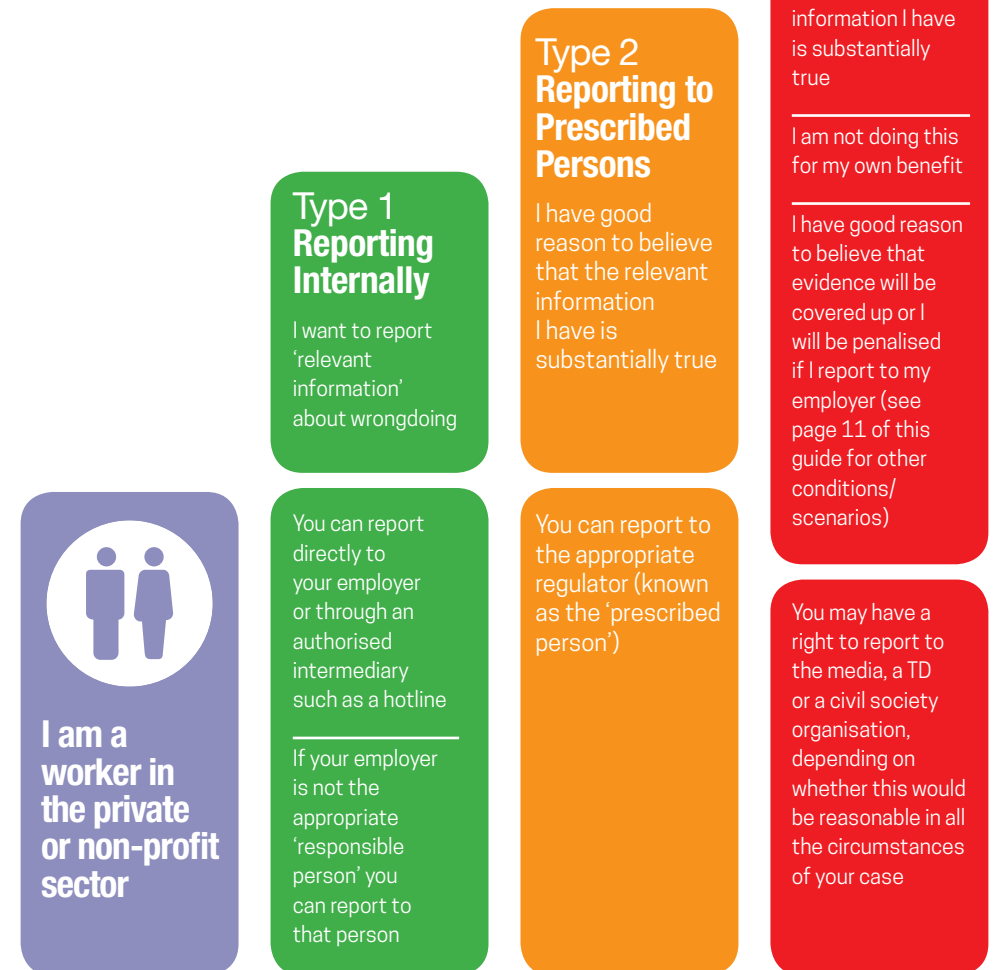 Type 1
Reporting
Internally
I want to report
‘relevant
information’
about wrongdoing
Type 2
Reporting to
Prescribed
Persons
I have good
reason to believe
that the relevant
information
I have is
substantially true
information I have
is substantially
true
I am not doing this
for my own benefit
I have good reason
to believe that
evidence will be
covered up or I
will be penalised
if I report to my
employer (see
page 11 of this
guide for other
conditions/
scenarios)
I am a
worker in
the private
or non-profit
sector
You can report
directly to
your employer
or through an
authorised
intermediary
such as a hotline
If your employer
is not the
appropriate
‘responsible
person’ you
can report to
that person
You can report to
the appropriate
regulator (known
as the ‘prescribed
person’)
You may have a
right to report to
the media, a TD
or a civil society
organisation,
depending on
whether this would
be reasonable in all
the circumstances
of your case